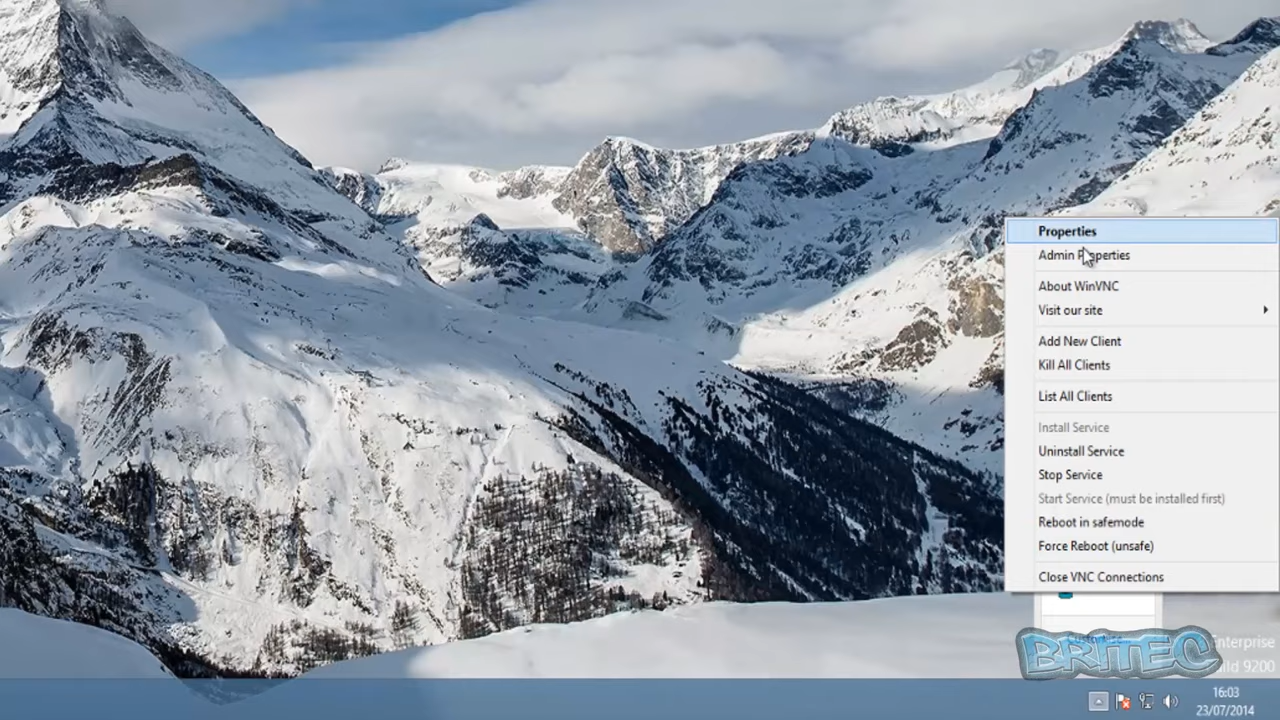 Properties
Admin Properties
About WinVNC
Visit our site
Add New Client
Kill All Clients
List All Clients
Install Service
Uninstall Service
Stop Service
Start Service (must be installed first)
Reboot in safemode
Force Reboot (unsafe)
Close VNC Connections
BRITEC
Enterprise
9200
16:03
23/07/2014